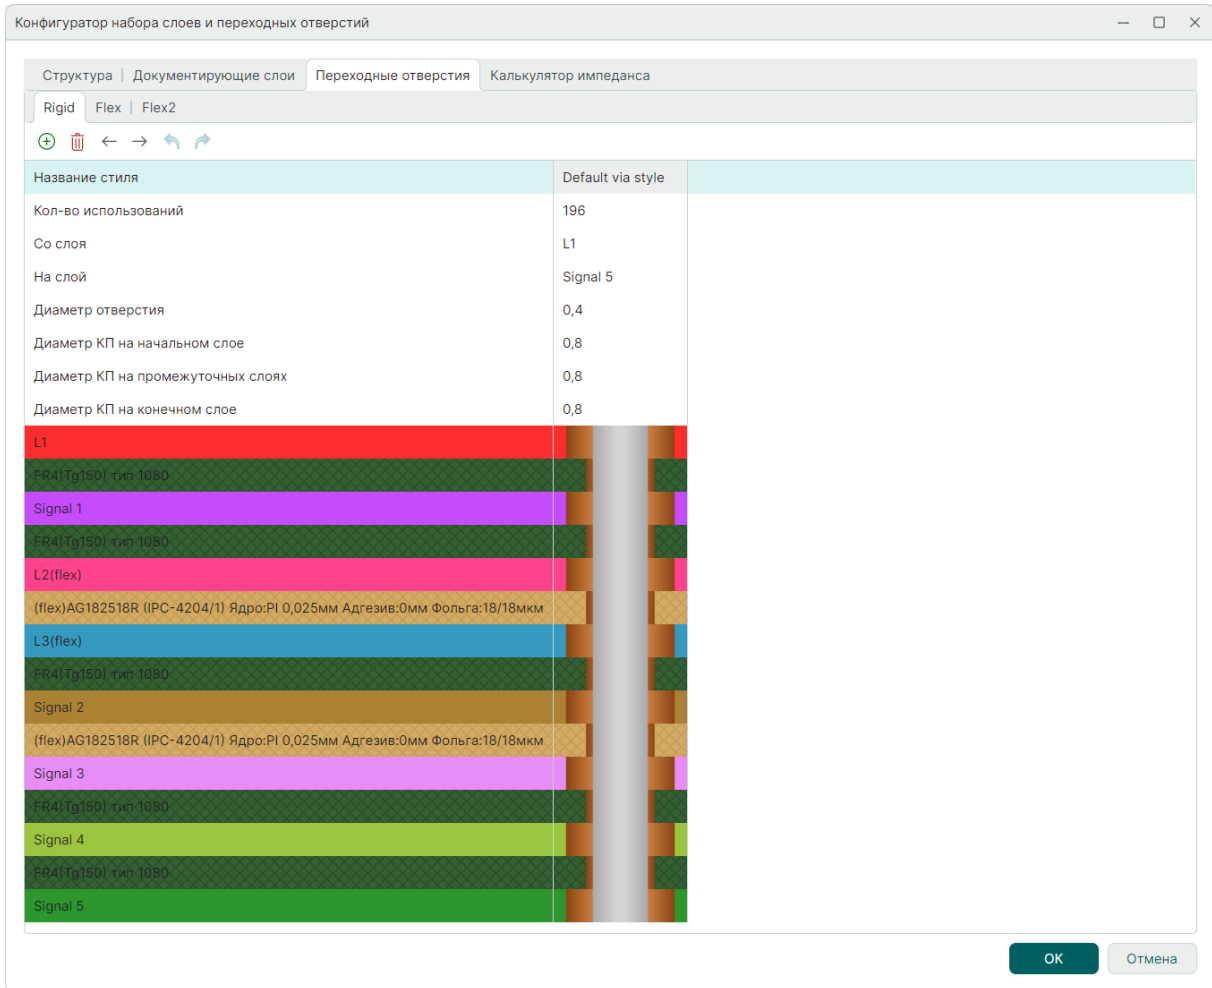 Конфигуратор набора слоев и переходных отверстий
Структура | Документирующие слои Переходные отверстия Калькулятор импеданса
Rigid Flex | Flex2
Название стиля Default via style
Кол-во использований 196
Со слоя L1
На слой Signal 5
Диаметр отверстия 0,4
Диаметр КП на начальном слое 0,8
Диаметр КП на промежуточных слоях 0,8
Диаметр КП на конечном слое 0,8
L1
FR4(Tg150) тип 1080
Signal 1
FR4(Tg150) тип 1080
L2(flex)
(flex)AG182518R (IPC-4204/1) Ядро:PI 0,025мм Адгезив:0мм Фольга:18/18мкм
L3(flex)
FR4(Tg150) тип 1080
Signal 2
(flex)AG182518R (IPC-4204/1) Ядро:PI 0,025мм Адгезив:0мм Фольга:18/18мкм
Signal 3
FR4(Tg150) тип 1080
Signal 4
FR4(Tg150) тип 1080
Signal 5
ОК Отмена